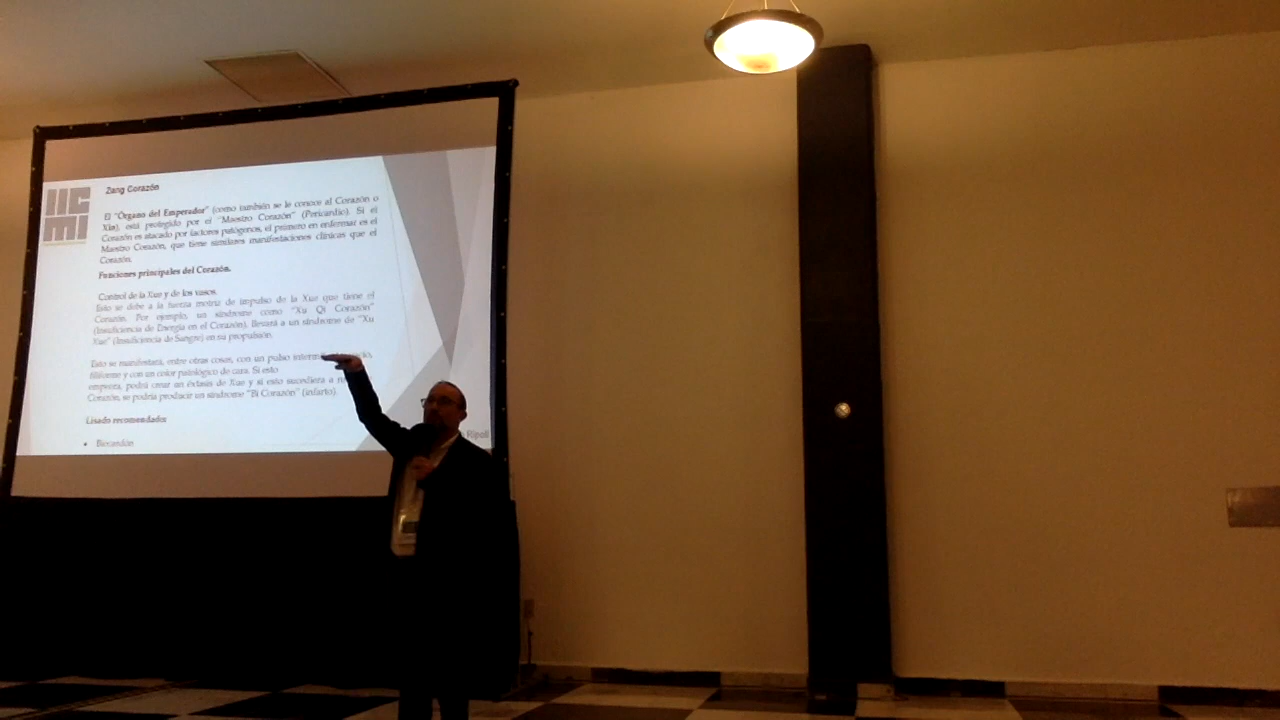 IIC
MI
Zang Corazón
El "Órgano del Emperador" (como también se le conoce al Corazón o
Xin), está protegido por el "Maestro Corazón" (Pericardio). Si el
Corazón es atacado por factores patógenos, el primero en enfermar es el
Maestro Corazón, que tiene similares manifestaciones clínicas que el
Corazón.
Funciones principales del Corazón.
Control de la Xue y de los vasos.
Esto se debe a la fuerza motriz de impulso de la Xue que tiene el
Corazón. Por ejemplo, un síndrome como "Xu Qi Corazón"
(Insuficiencia de Energía en el Corazón), llevará a un síndrome de "Xu
Xue" (Insuficiencia de Sangre) en su propulsión.
Esto se manifestará, entre otras cosas, con un pulso
filiforme y con un color patológico de cara. Si esto
empieza, podrá crear un éxtasis de Xue y si esto sucediera a
Corazón, se podría producir un síndrome "Bi Corazón" (infarto).
Listado recomendado:
• Biocardón
Ripoll